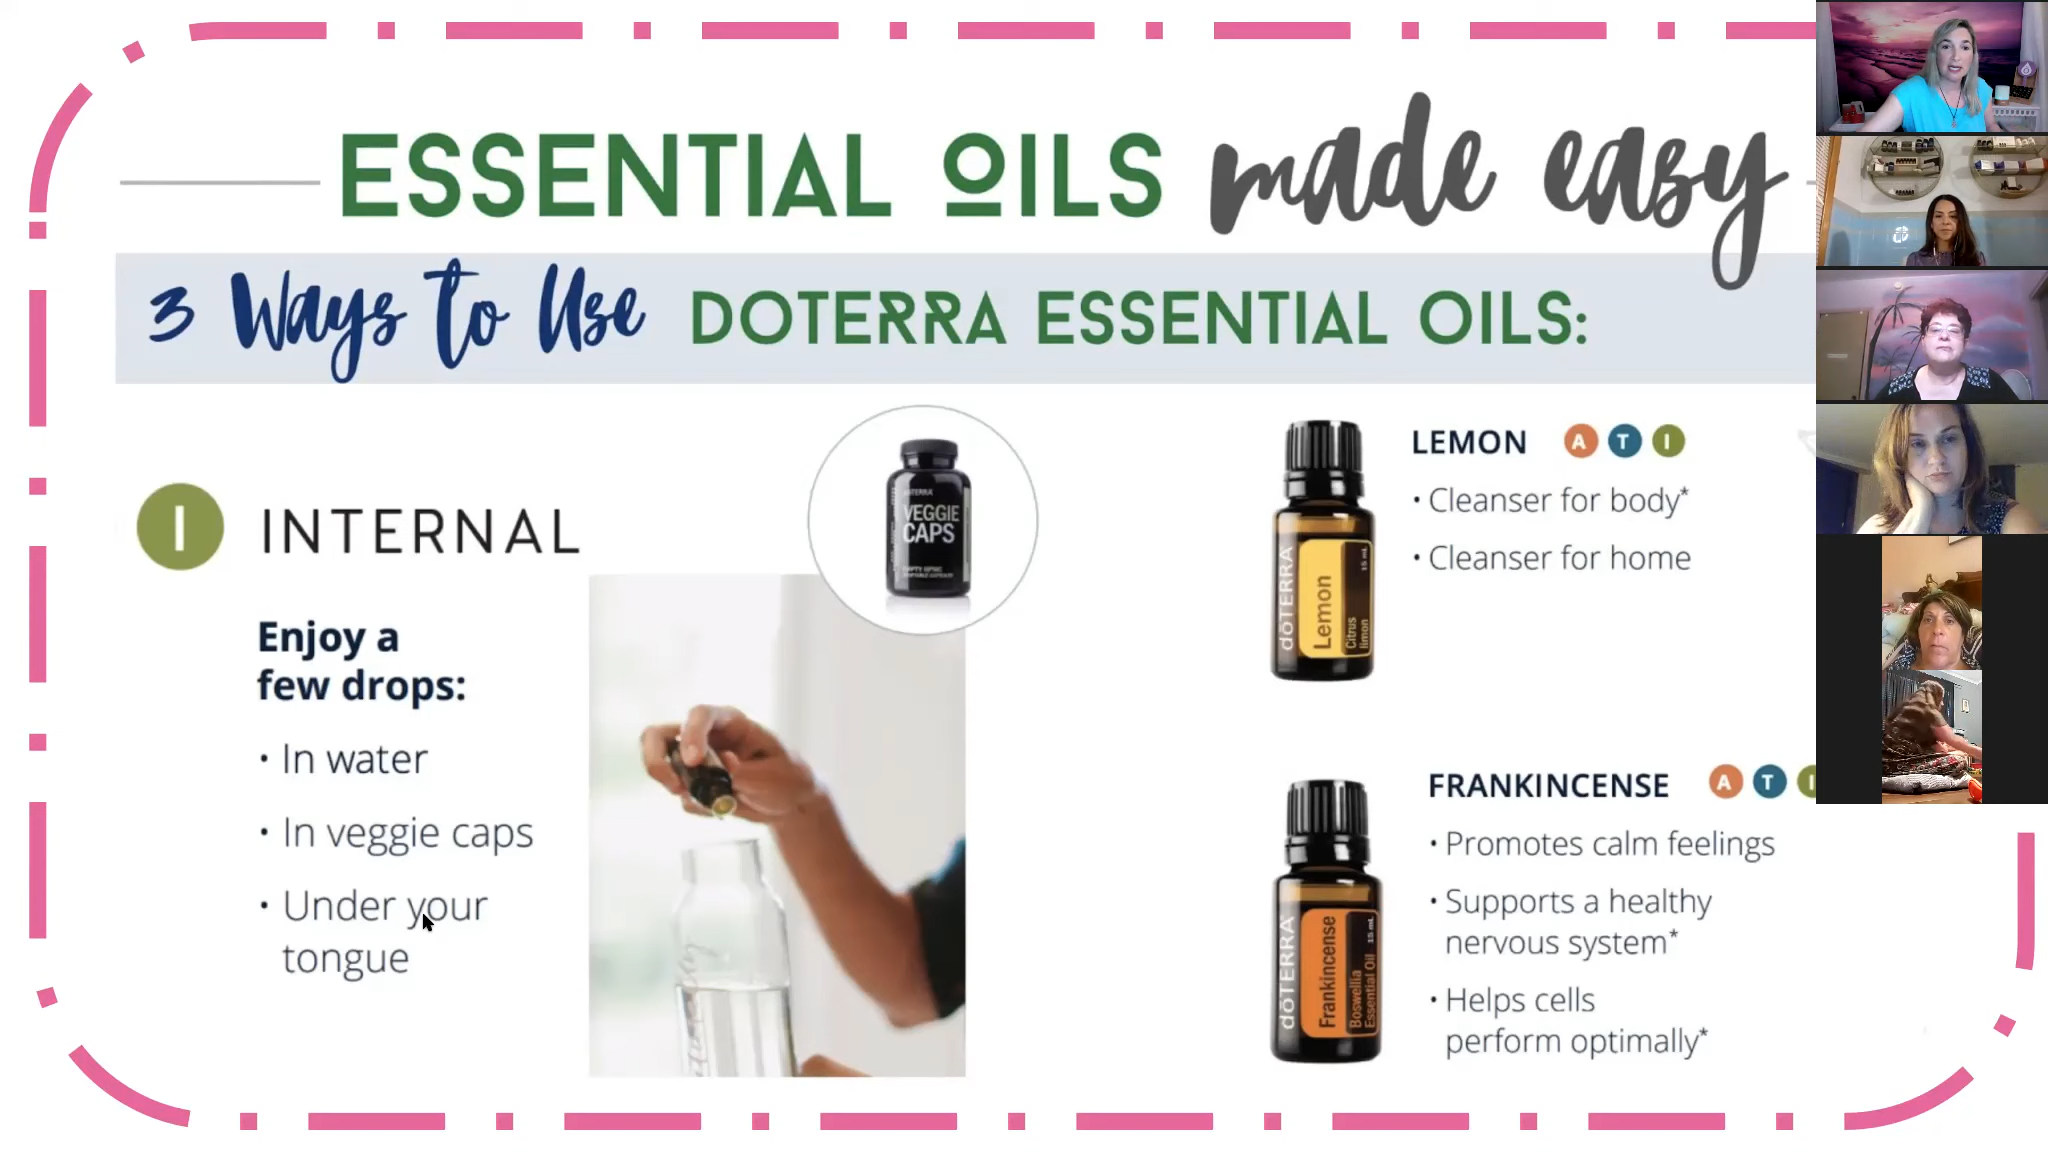 ESSENTIAL OILS made easy
3 Ways to Use DOTERRA ESSENTIAL OILS:
I INTERNAL
Enjoy a
few drops:
• In water
• In veggie caps
• Under your
tongue
VEGGIE
CAPS
LEMON A T I
• Cleanser for body*
• Cleanser for home
dōTERRA
Lemon
Citrus
limon
15 mL
FRANKINCENSE A T I
• Promotes calm feelings
• Supports a healthy
nervous system*
• Helps cells
perform optimally*
dōTERRA
Frankincense
Boswellia
Essential Oil
15 mL